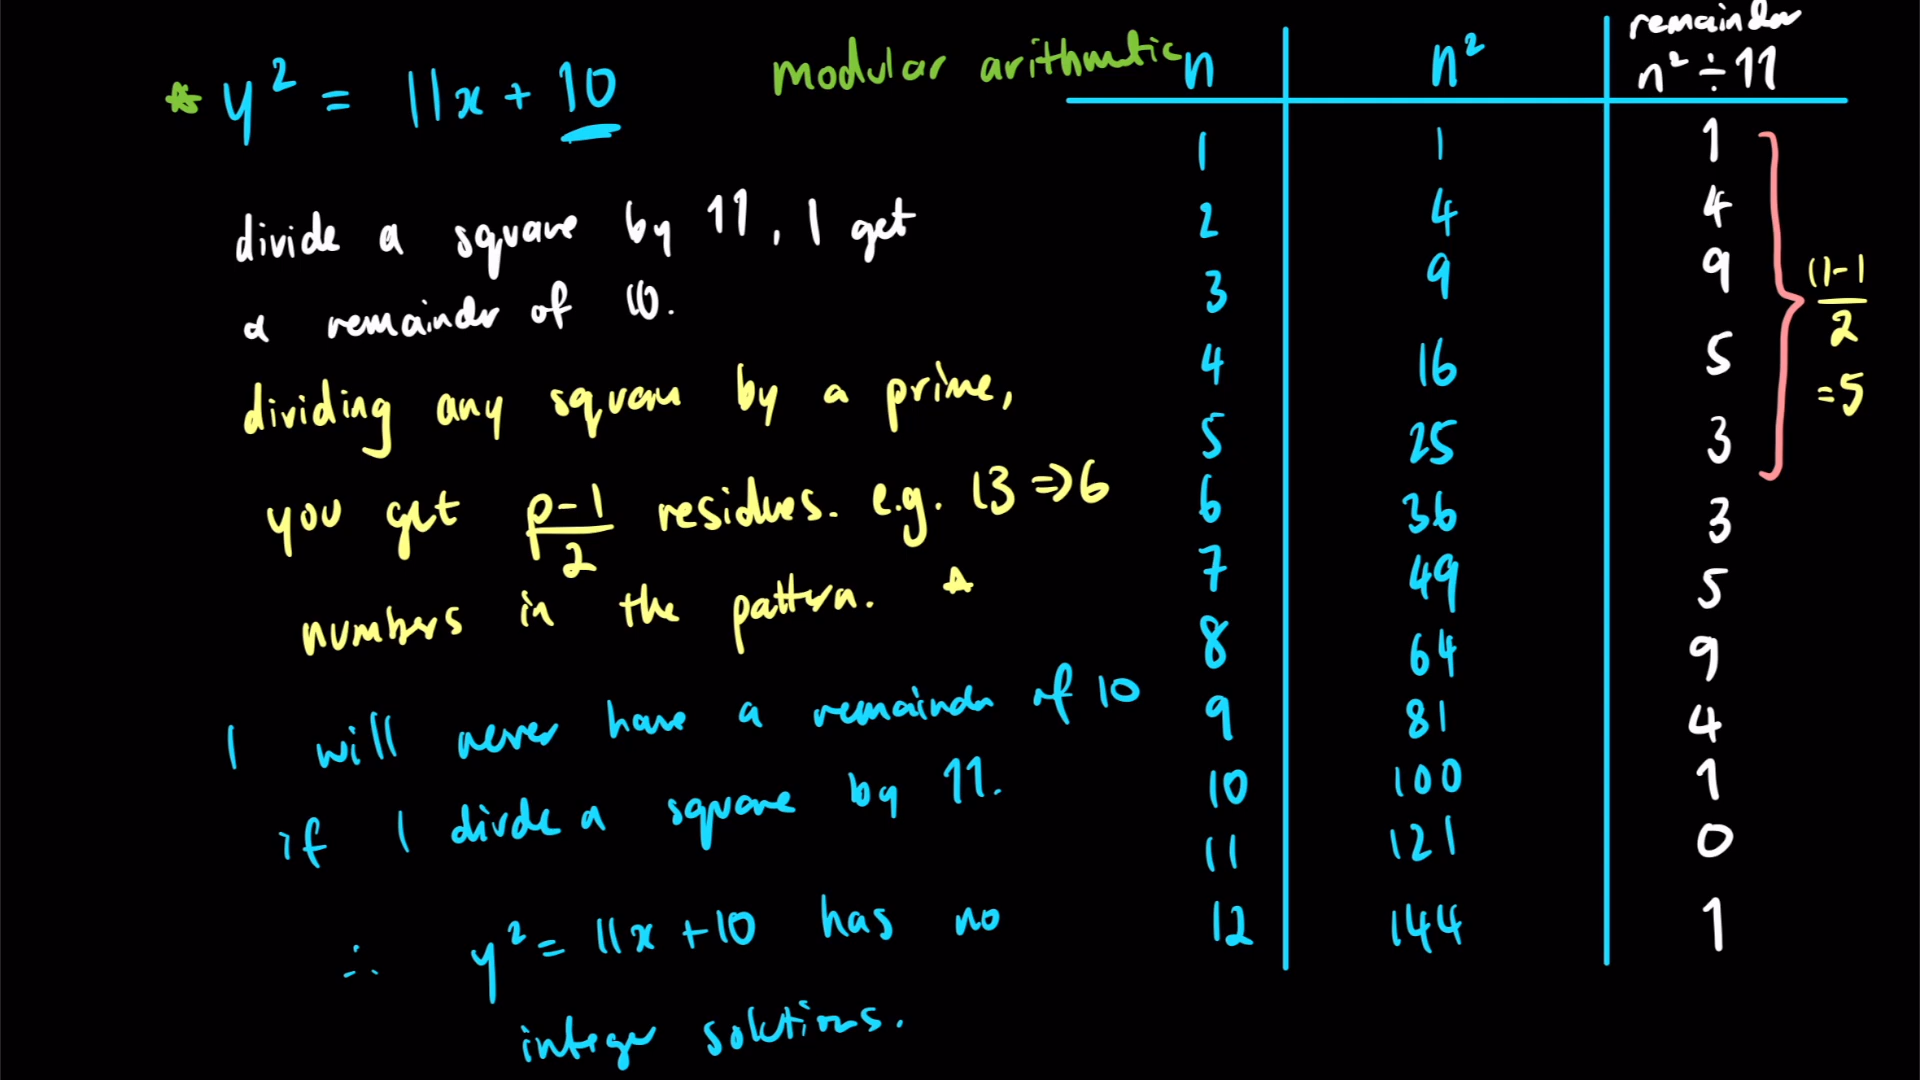 ☆ y² = 11x + 10
modular arithmetic
divide a square by 11, I get
a remainder of 10.
dividing any square by a prime,
you get p-1/2 residues. e.g. 13 ⇒ 6
numbers in the pattern. ☆
I will never have a remainder of 10
if I divide a square by 11.
∴ y² = 11x + 10 has no
integer solutions.
n | n² | remainder n² ÷ 11
1 | 1 | 1
2 | 4 | 4
3 | 9 | 9
4 | 16 | 5
5 | 25 | 3
6 | 36 | 3
7 | 49 | 5
8 | 64 | 9
9 | 81 | 4
10 | 100 | 1
11 | 121 | 0
12 | 144 | 1
11-1/2
=5